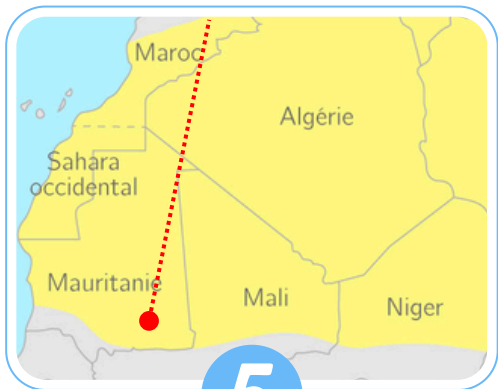 Maroc
Algérie
Sahara
occidental
Mauritanie
Mali
Niger
5